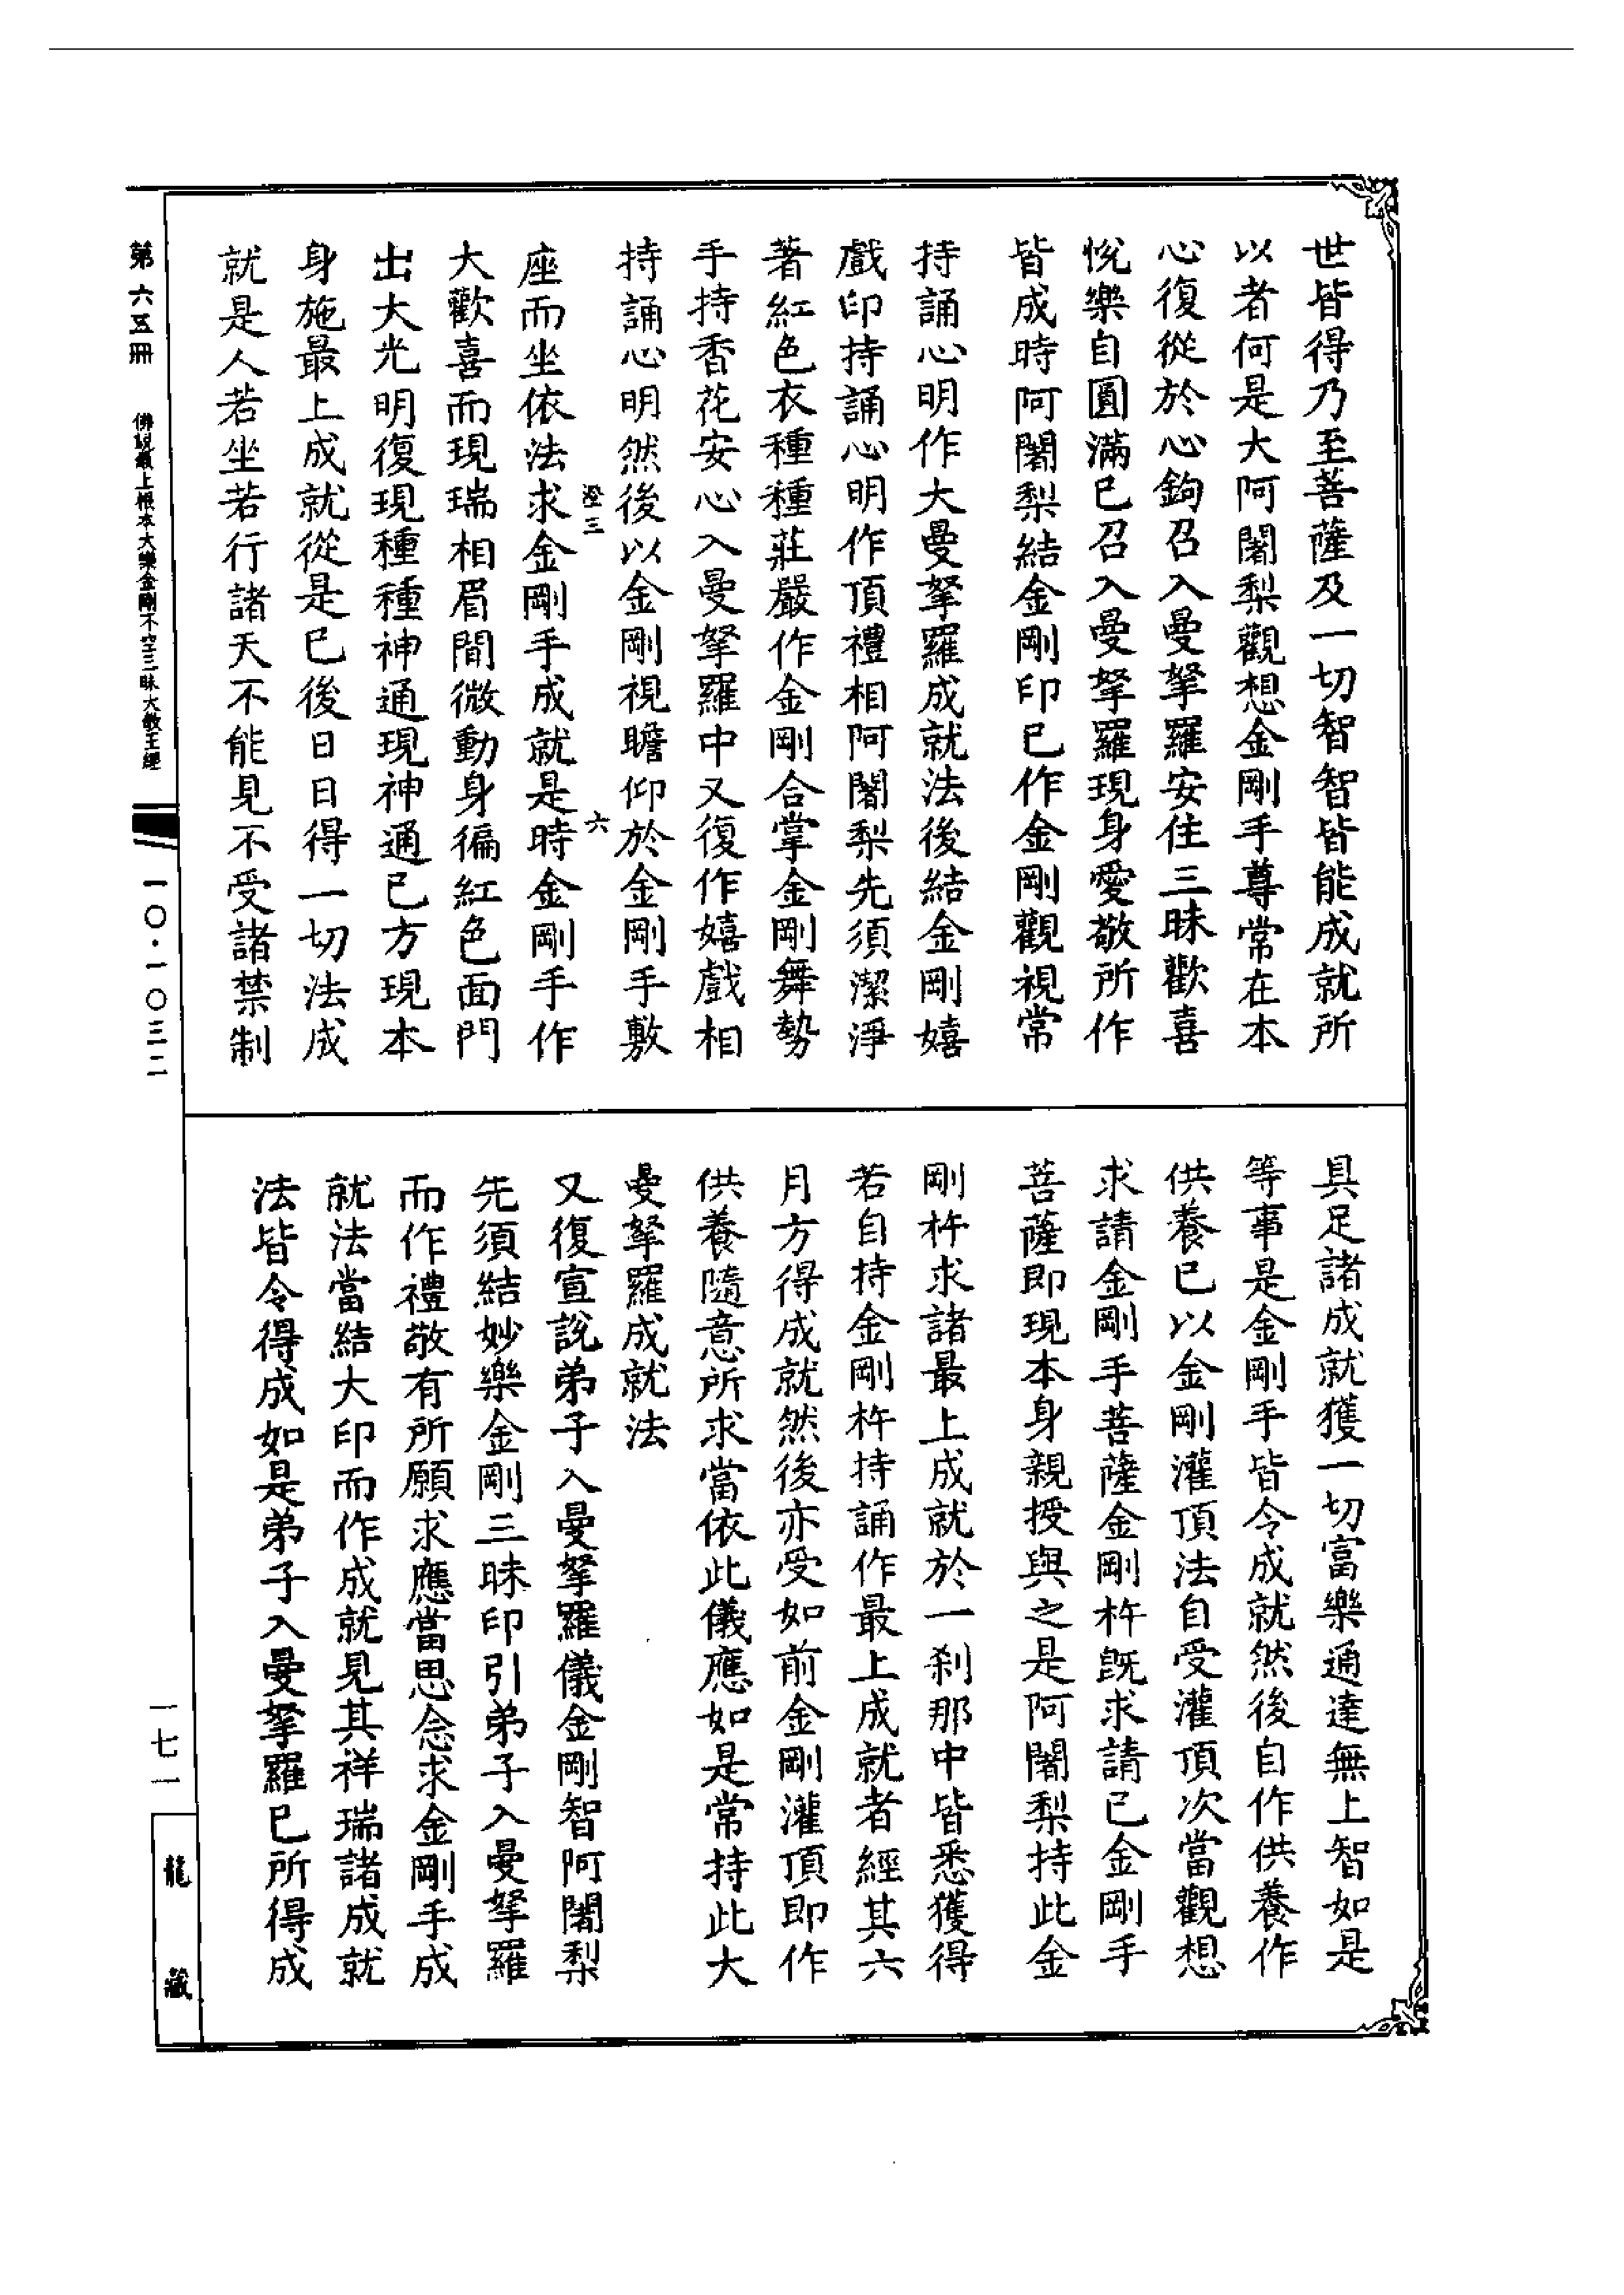 世皆得乃至菩薩及一切智智皆能成就所
以者何是大阿闍梨觀想金剛手尊常在本
心復從於心鉤召入曼拏羅安住三昧歡喜
悅樂自圓滿已召入曼拏羅現身愛敬所作
皆成時阿闍梨結金剛印已作金剛觀視常
持誦心明作大曼拏羅成就法後結金剛嬉
戲印持誦心明作頂禮相阿闍梨先須潔淨
著紅色衣種種莊嚴作金剛合掌金剛舞勢
手持香花安心入曼拏羅中又復作嬉戲相
持誦心明然後以金剛視瞻仰於金剛手敷
澄三 六
座而坐依法求金剛手成就是時金剛手作
大歡喜而現瑞相眉間微動身徧紅色面門
出大光明復現種種神通現神通已方現本
身施最上成就從是已後日日得一切法成
就是人若坐若行諸天不能見不受諸禁制
具足諸成就獲一切富樂通達無上智如是
等事是金剛手皆令成就然後自作供養作
供養已以金剛灌頂法自受灌頂次當觀想
求請金剛手菩薩金剛杵既求請已金剛手
菩薩即現本身親授與之是阿闍梨持此金
剛杵求諸最上成就於一刹那中皆悉獲得
若自持金剛杵持誦作最上成就者經其六
月方得成就然後亦受如前金剛灌頂即作
供養隨意所求當依此儀應如是常持此大
曼拏羅成就法
又復宣說弟子入曼拏羅儀金剛智阿闍梨
先須結妙樂金剛三昧印引弟子入曼拏羅
而作禮敬有所願求應當思念求金剛手成
就法當結大印而作成就見其祥瑞諸成就
法皆令得成如是弟子入曼拏羅已所得成
第六五冊 佛說最上根本大樂金剛不空三昧大教王經 一〇·一〇三二
一七一
龍藏